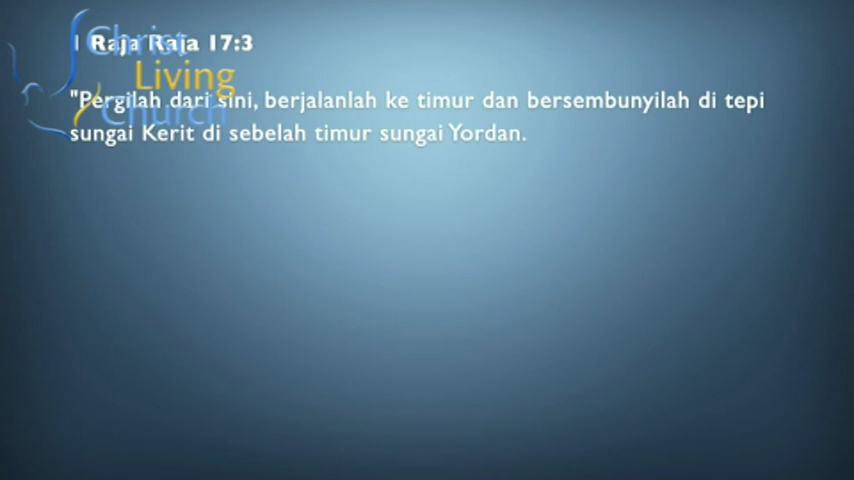 1 Raja Raja 17:3
Christ
Living
Church
"Pergilah dari sini, berjalanlah ke timur dan bersembunyilah di tepi
sungai Kerit di sebelah timur sungai Yordan.